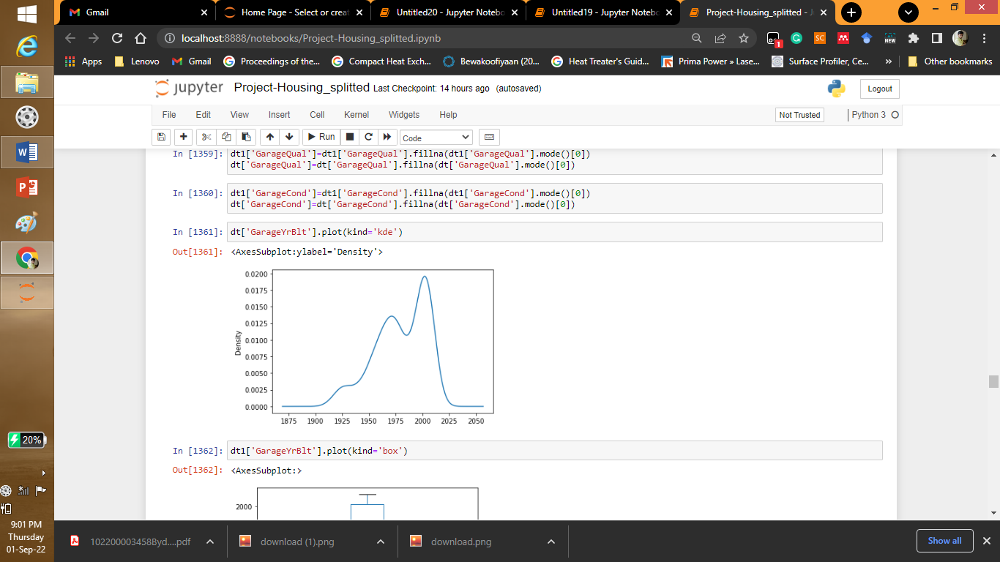 Gmail
Home Page - Select or creat
Untitled20 - Jupyter Notebo
Untitled19 - Jupyter Notebo
Project-Housing_splitted - J
localhost:8888/notebooks/Project-Housing_splitted.ipynb
1
SC
NEW
Apps
Lenovo
Gmail
Proceedings of the...
Compact Heat Exch...
Bewakoofiyaan (20...
Heat Treater's Guid...
Prima Power » Lase...
Surface Profiler, Ce...
»
Other bookmarks
jupyter
Project-Housing_splitted Last Checkpoint: 14 hours ago (autosaved)
Logout
File Edit View Insert Cell Kernel Widgets Help
Not Trusted
Python 3
Run
Code
In [1359]: dt1['GarageQual']=dt1['GarageQual'].fillna(dt1['GarageQual'].mode()[0])
dt['GarageQual']=dt['GarageQual'].fillna(dt['GarageQual'].mode()[0])
In [1360]: dt1['GarageCond']=dt1['GarageCond'].fillna(dt1['GarageCond'].mode()[0])
dt['GarageCond']=dt['GarageCond'].fillna(dt['GarageCond'].mode()[0])
In [1361]: dt['GarageYrBlt'].plot(kind='kde')
Out[1361]: <AxesSubplot:ylabel='Density'>
0.0200
0.0175
0.0150
0.0125
0.0100
0.0075
0.0050
0.0025
0.0000
Density
1875 1900 1925 1950 1975 2000 2025 2050
In [1362]: dt1['GarageYrBlt'].plot(kind='box')
Out[1362]: <AxesSubplot:>
2000
20%
9:01 PM
Thursday
01-Sep-22
102200003458Byd....pdf
download (1).png
download.png
Show all